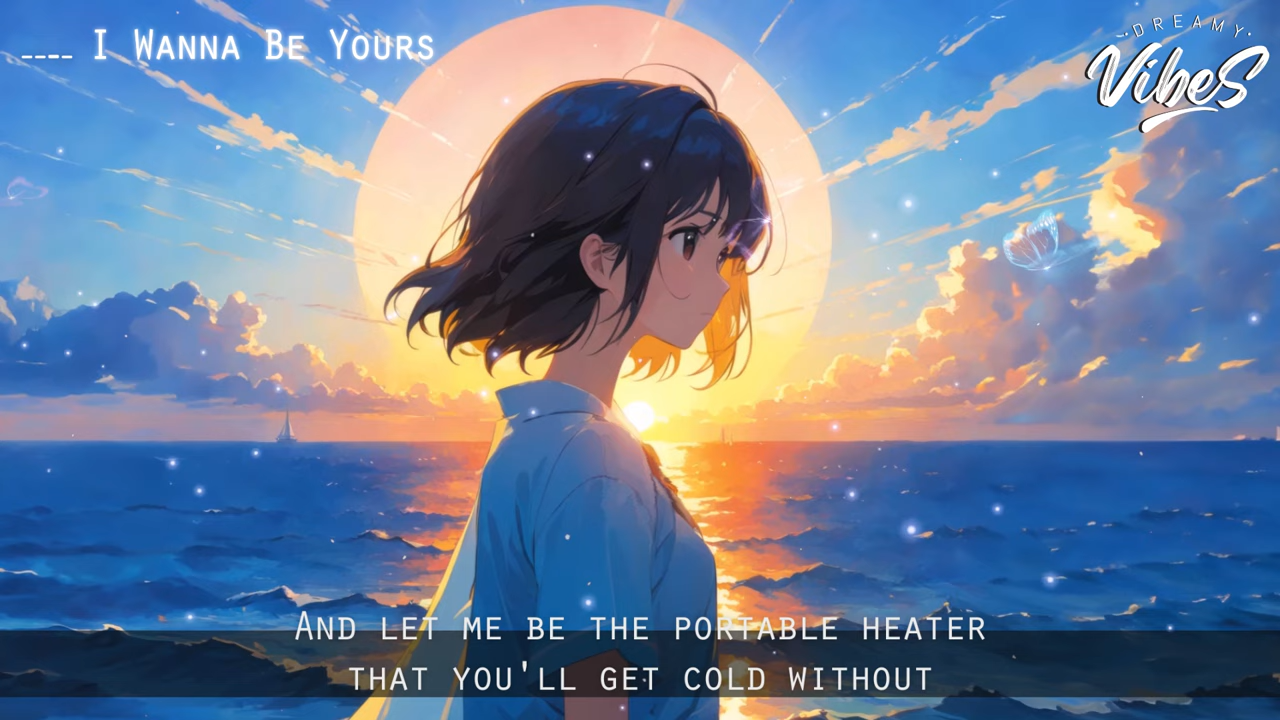 ____ I Wanna Be Yours
DREAMY
Vibes
And let me be the portable heater
that you'll get cold without